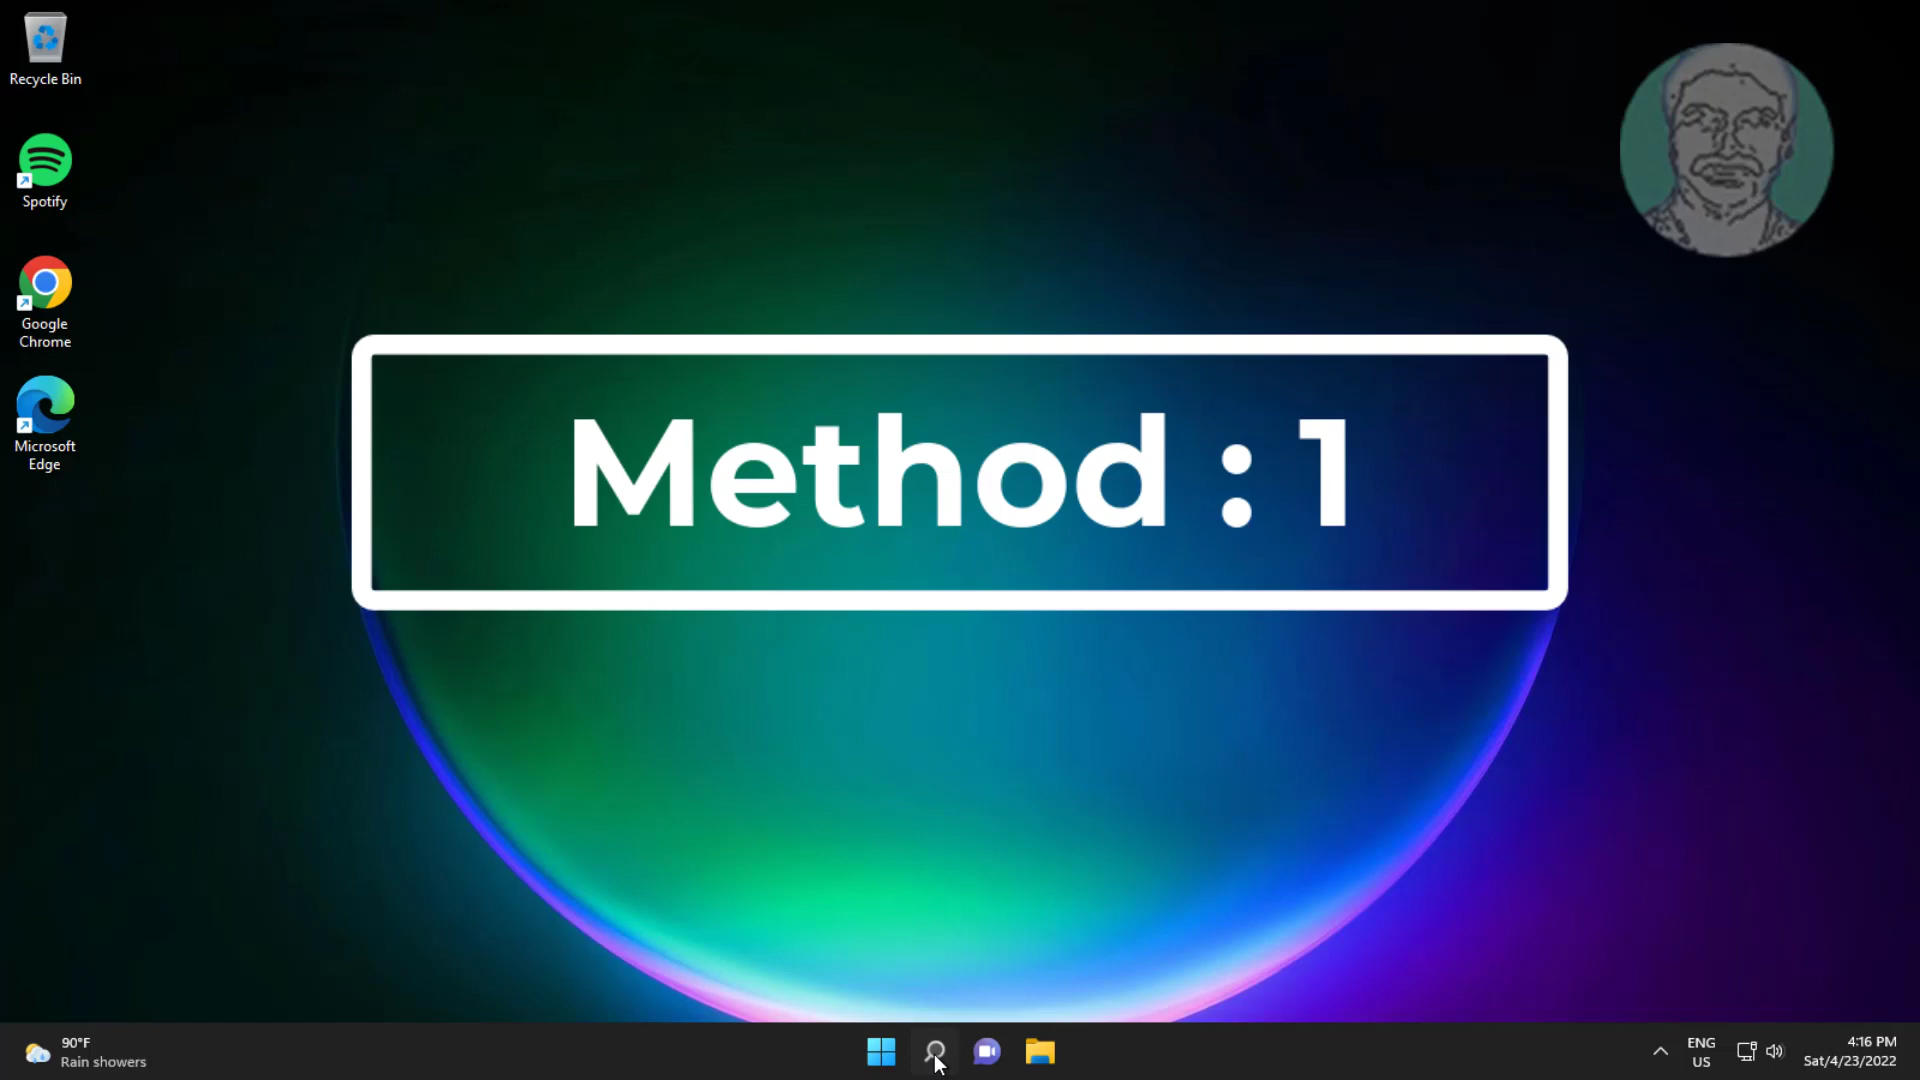 Recycle Bin
Spotify
Google
Chrome
Microsoft
Edge
Method : 1
90°F
Rain showers
ENG
US
4:16 PM
Sat/4/23/2022